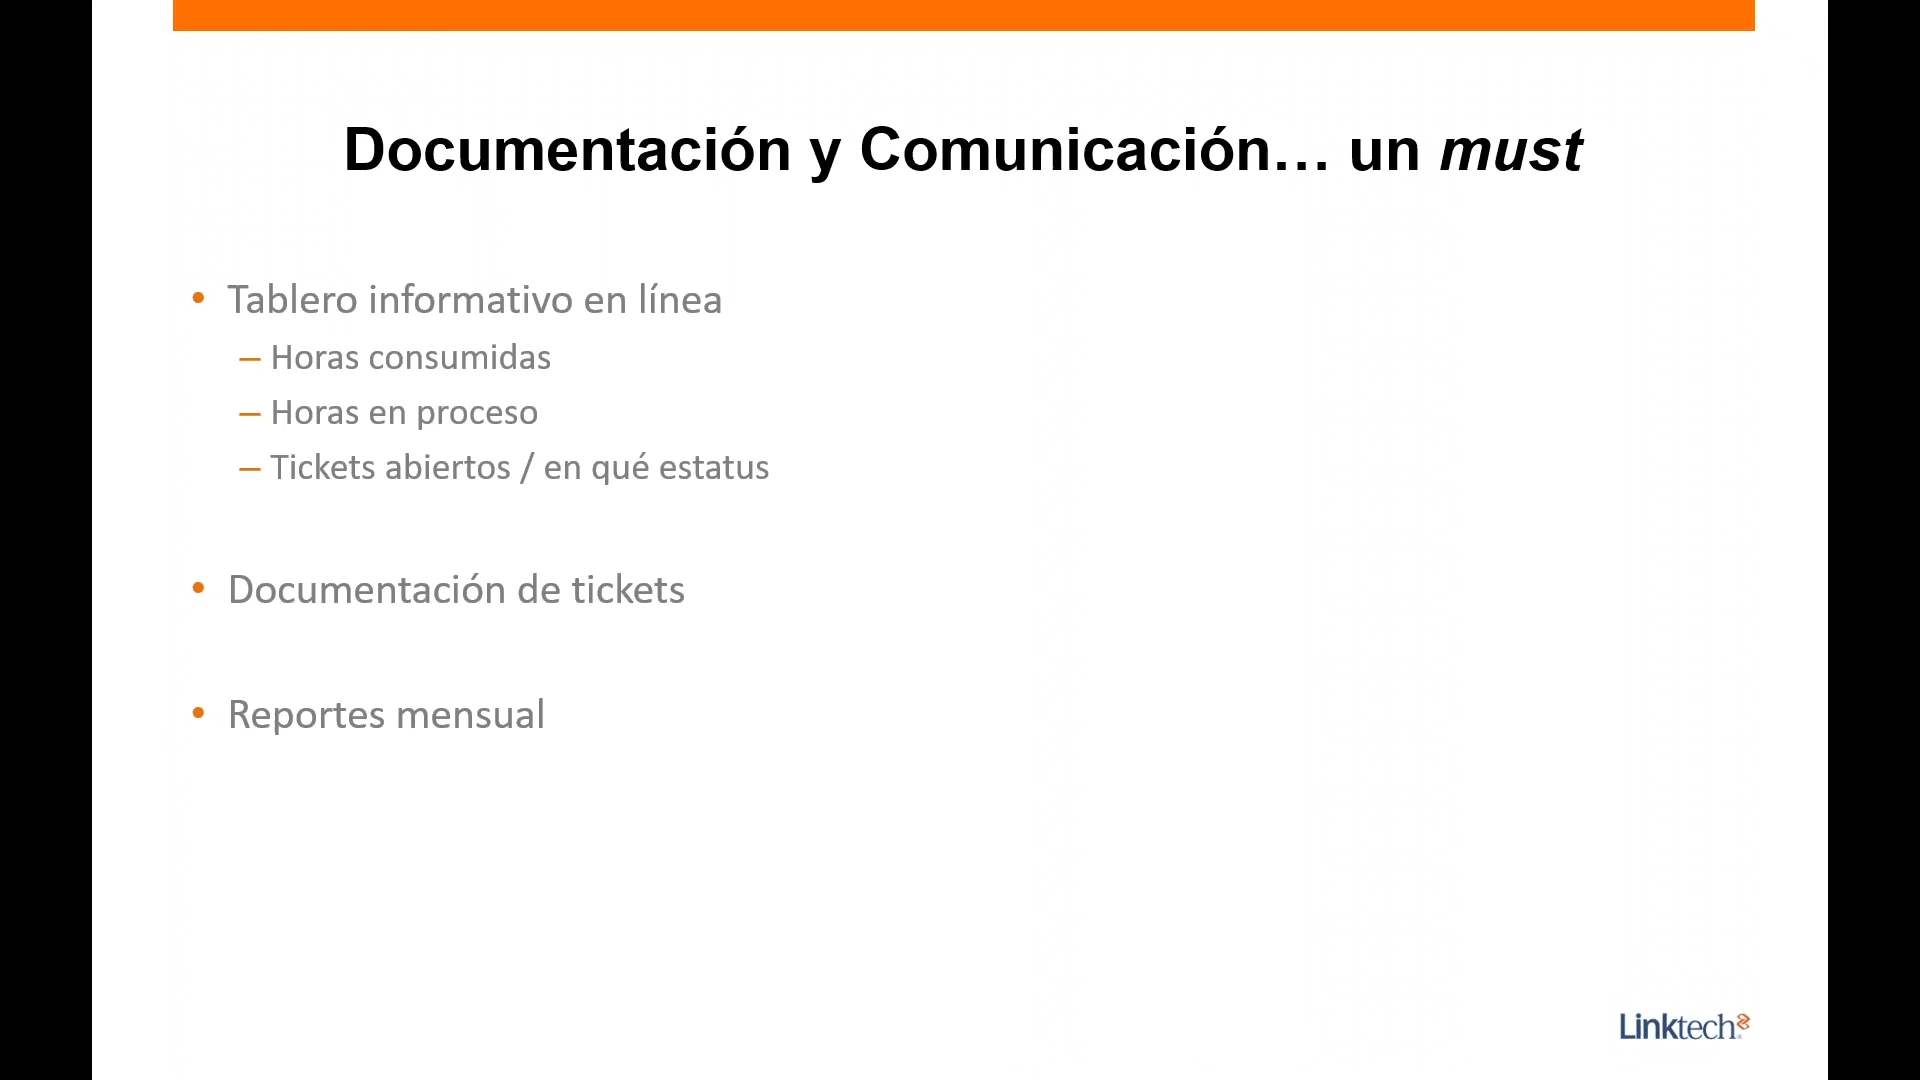 Documentación y Comunicación… un must
• Tablero informativo en línea
– Horas consumidas
– Horas en proceso
– Tickets abiertos / en qué estatus
• Documentación de tickets
• Reportes mensual
Linktech